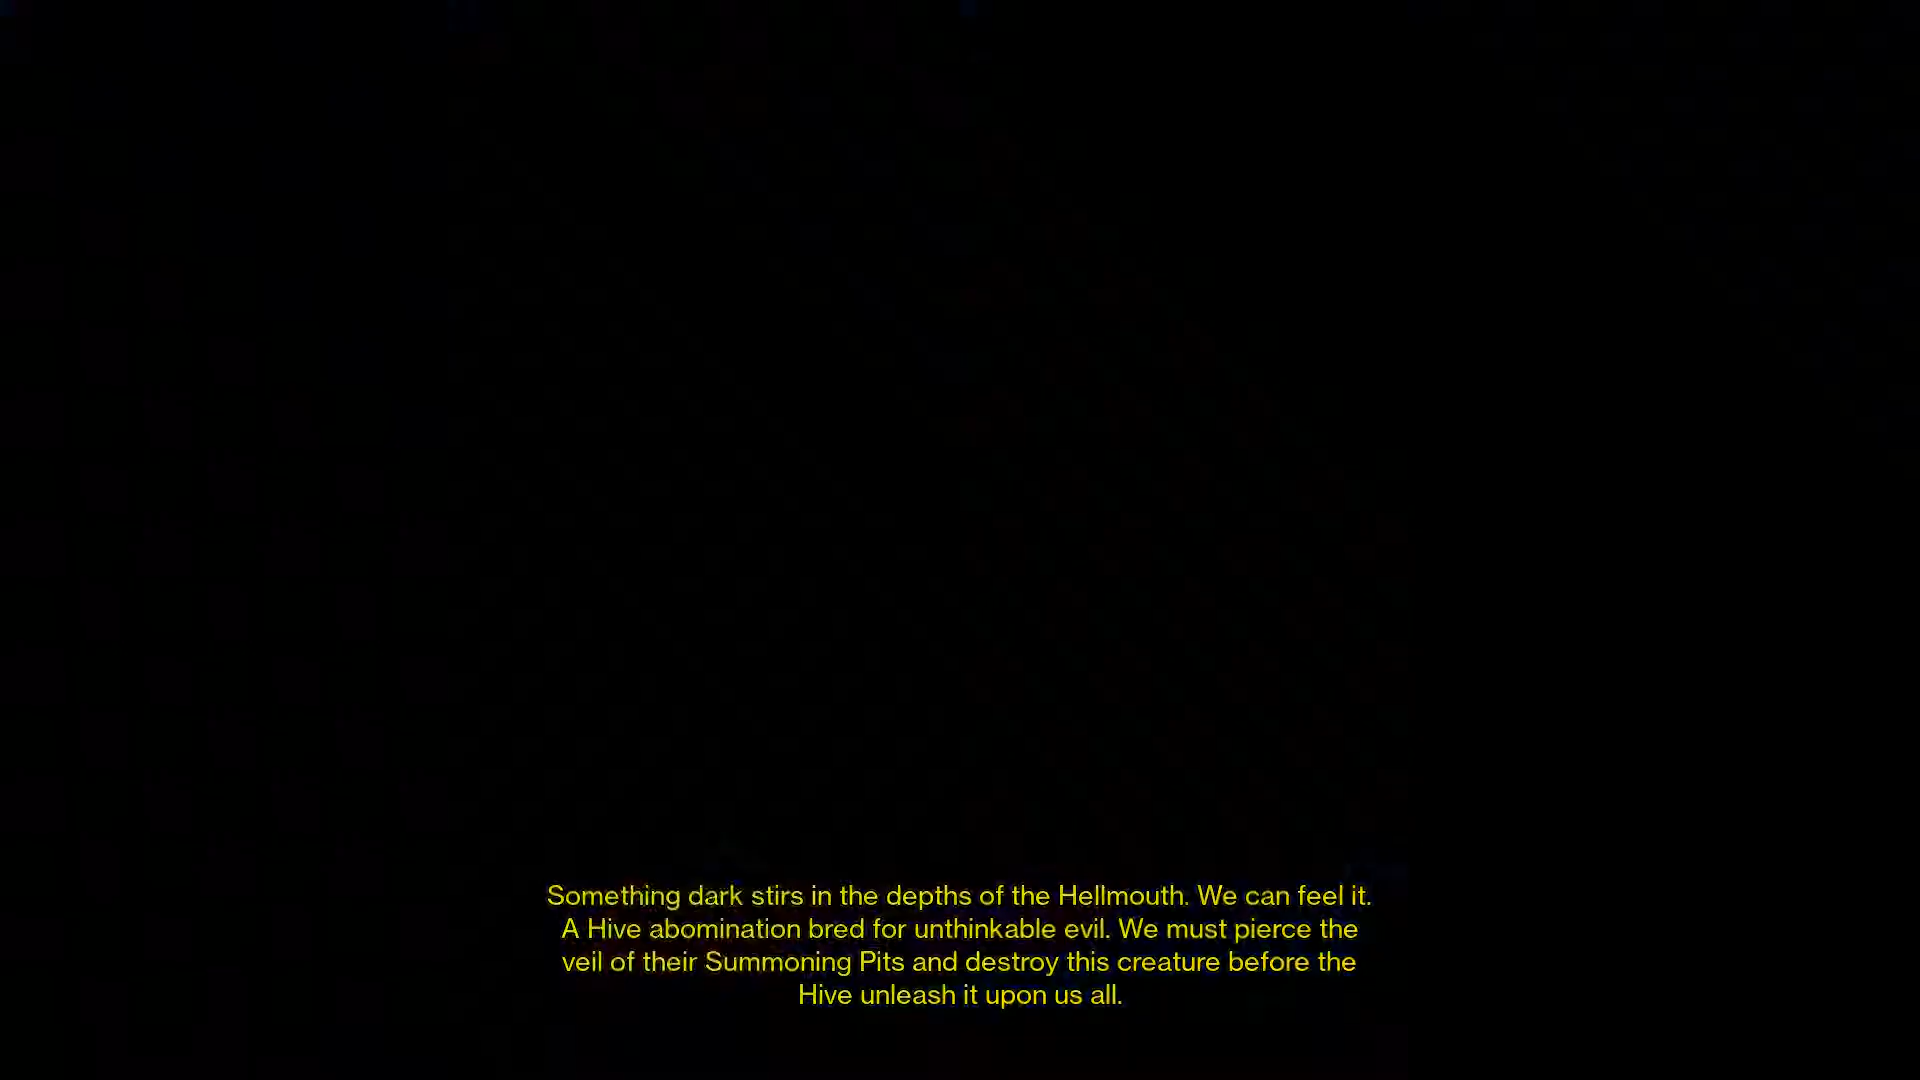 Something dark stirs in the depths of the Hellmouth. We can feel it.
A Hive abomination bred for unthinkable evil. We must pierce the
veil of their Summoning Pits and destroy this creature before the
Hive unleash it upon us all.